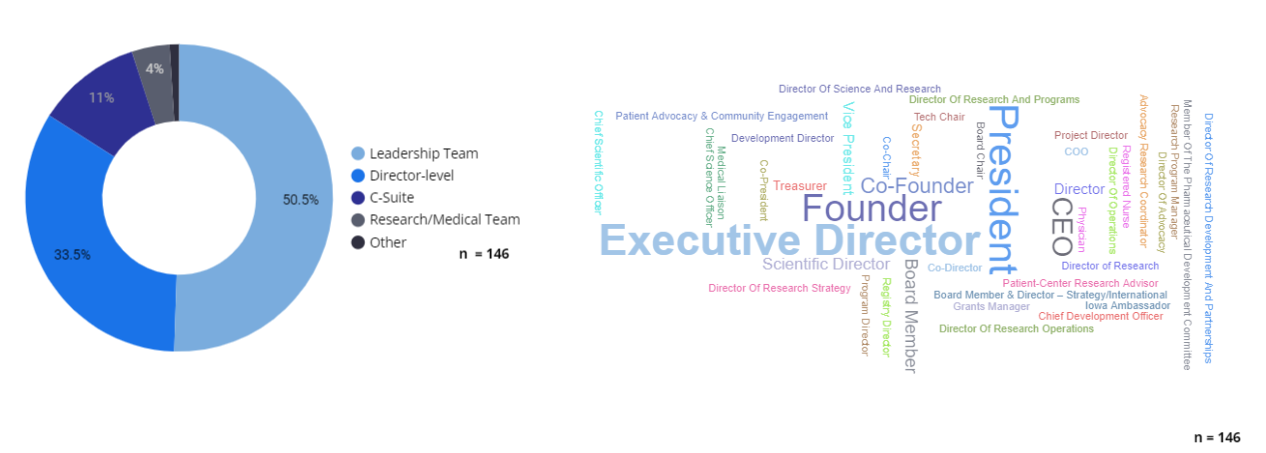 4%
11%
50.5%
33.5%
Leadership Team
Director-level
C-Suite
Research/Medical Team
Other
n = 146
Director Of Science And Research
Director Of Research And Programs
Patient Advocacy & Community Engagement
Tech Chair
Development Director
Project Director
COO
Chief Scientific Officer
Chief Science Officer
Medical Liaison
Co-President
Treasurer
Vice President
Co-Chair
Secretary
Board Chair
President
Co-Founder
Founder
Director
CEO
Physician
Director Of Operations
Registered Nurse
Advocacy Research Coordinator
Director Of Advocacy
Research Program Manager
Member Of The Pharmaceutical Development Committee
Director Of Research Development And Partnerships
Executive Director
Scientific Director
Co-Director
Director of Research
Director Of Research Strategy
Program Director
Registry Director
Board Member
Patient-Center Research Advisor
Board Member & Director – Strategy/International
Grants Manager
Iowa Ambassador
Chief Development Officer
Director Of Research Operations
n = 146